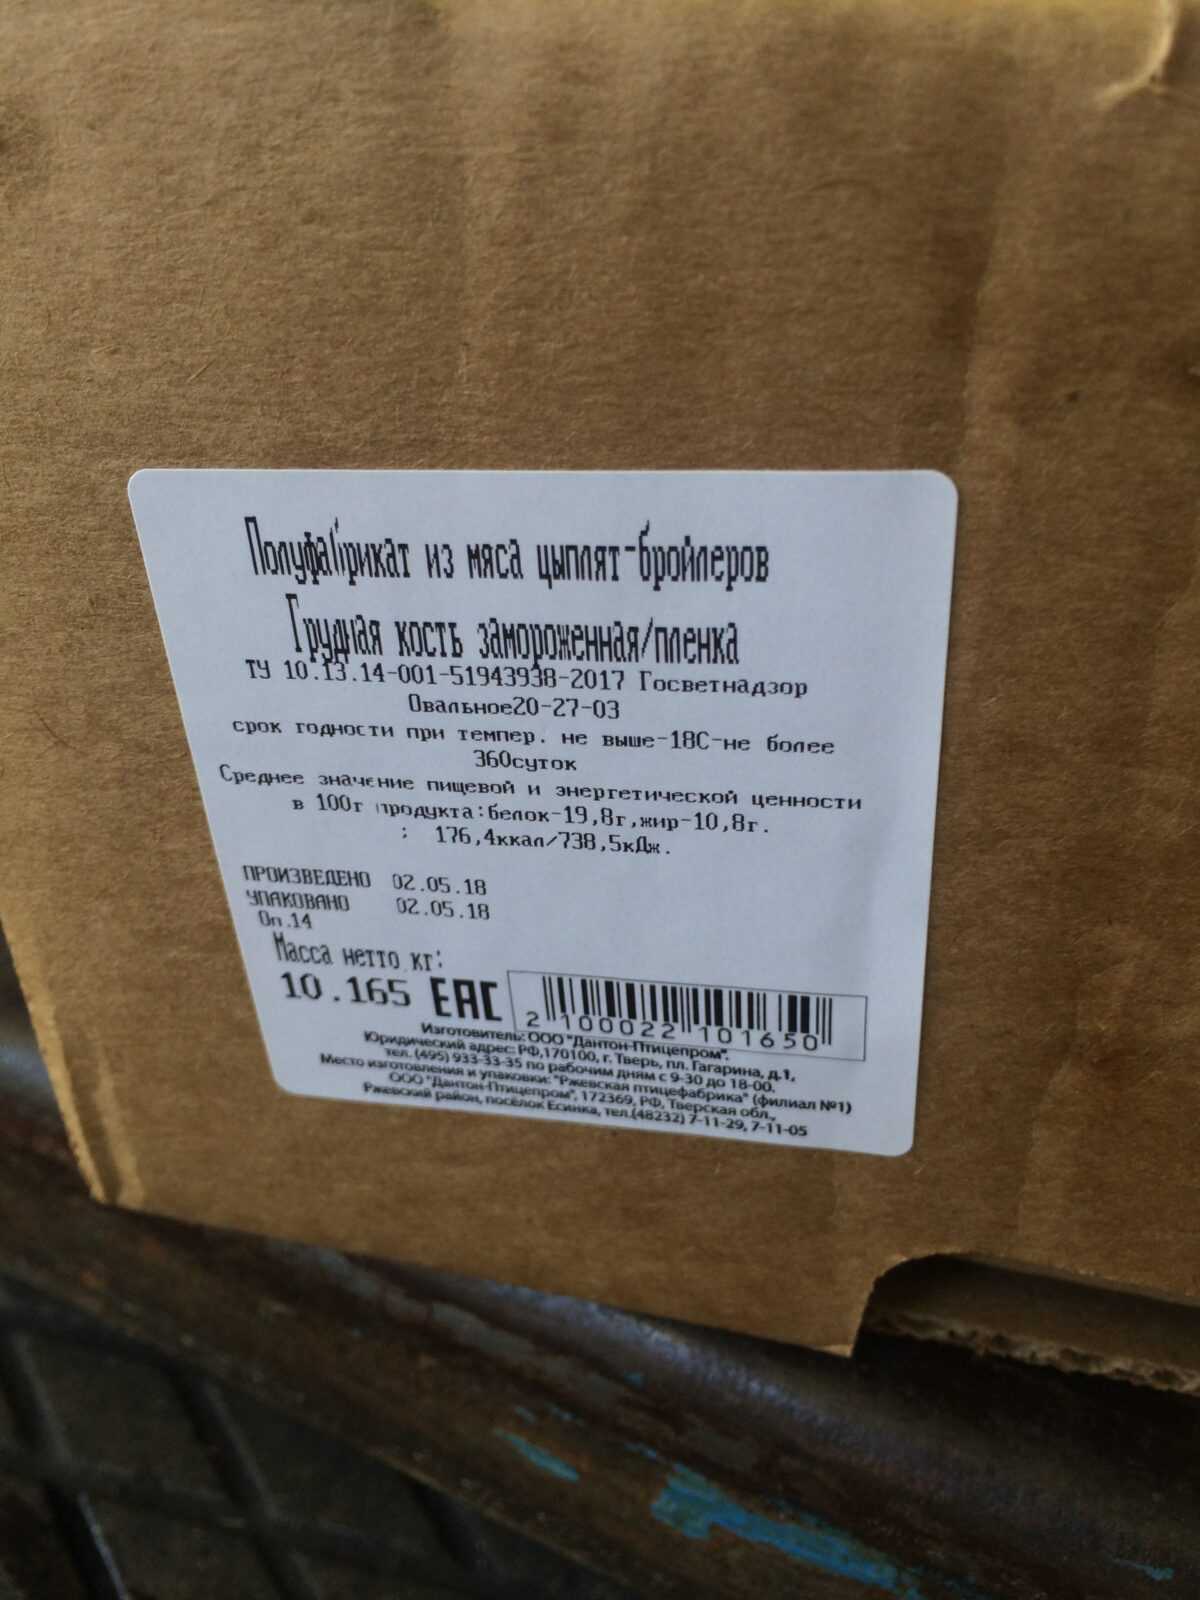 Полуфабрикат из мяса цыплят-бройлеров
Грудная кость замороженная/пленка
ТУ 10.13.14-001-51943938-2017 Госветнадзор
Овальное20-27-03
срок годности при темпер. не выше-18С-не более
360суток
Среднее значение пищевой и энергетической ценности
в 100г продукта:белок-19,8г,жир-10,8г.
; 176,4ккал/738,5кДж.
ПРОИЗВЕДЕНО 02.05.18
УПАКОВАНО 02.05.18
Оп.14
Масса нетто кг:
10.165 EAC
2 100022 101650
Изготовитель: ООО "Дантон-Птицепром".
Юридический адрес: РФ,170100, г. Тверь, пл. Гагарина, д.1,
тел. (495) 933-33-35 по рабочим дням с 9-30 до 18-00.
Место изготовления и упаковки: "Ржевская птицефабрика" (филиал №1)
ООО "Дантон-Птицепром", 172369, РФ, Тверская обл.,
Ржевский район, посёлок Есинка, тел.(48232) 7-11-29, 7-11-05